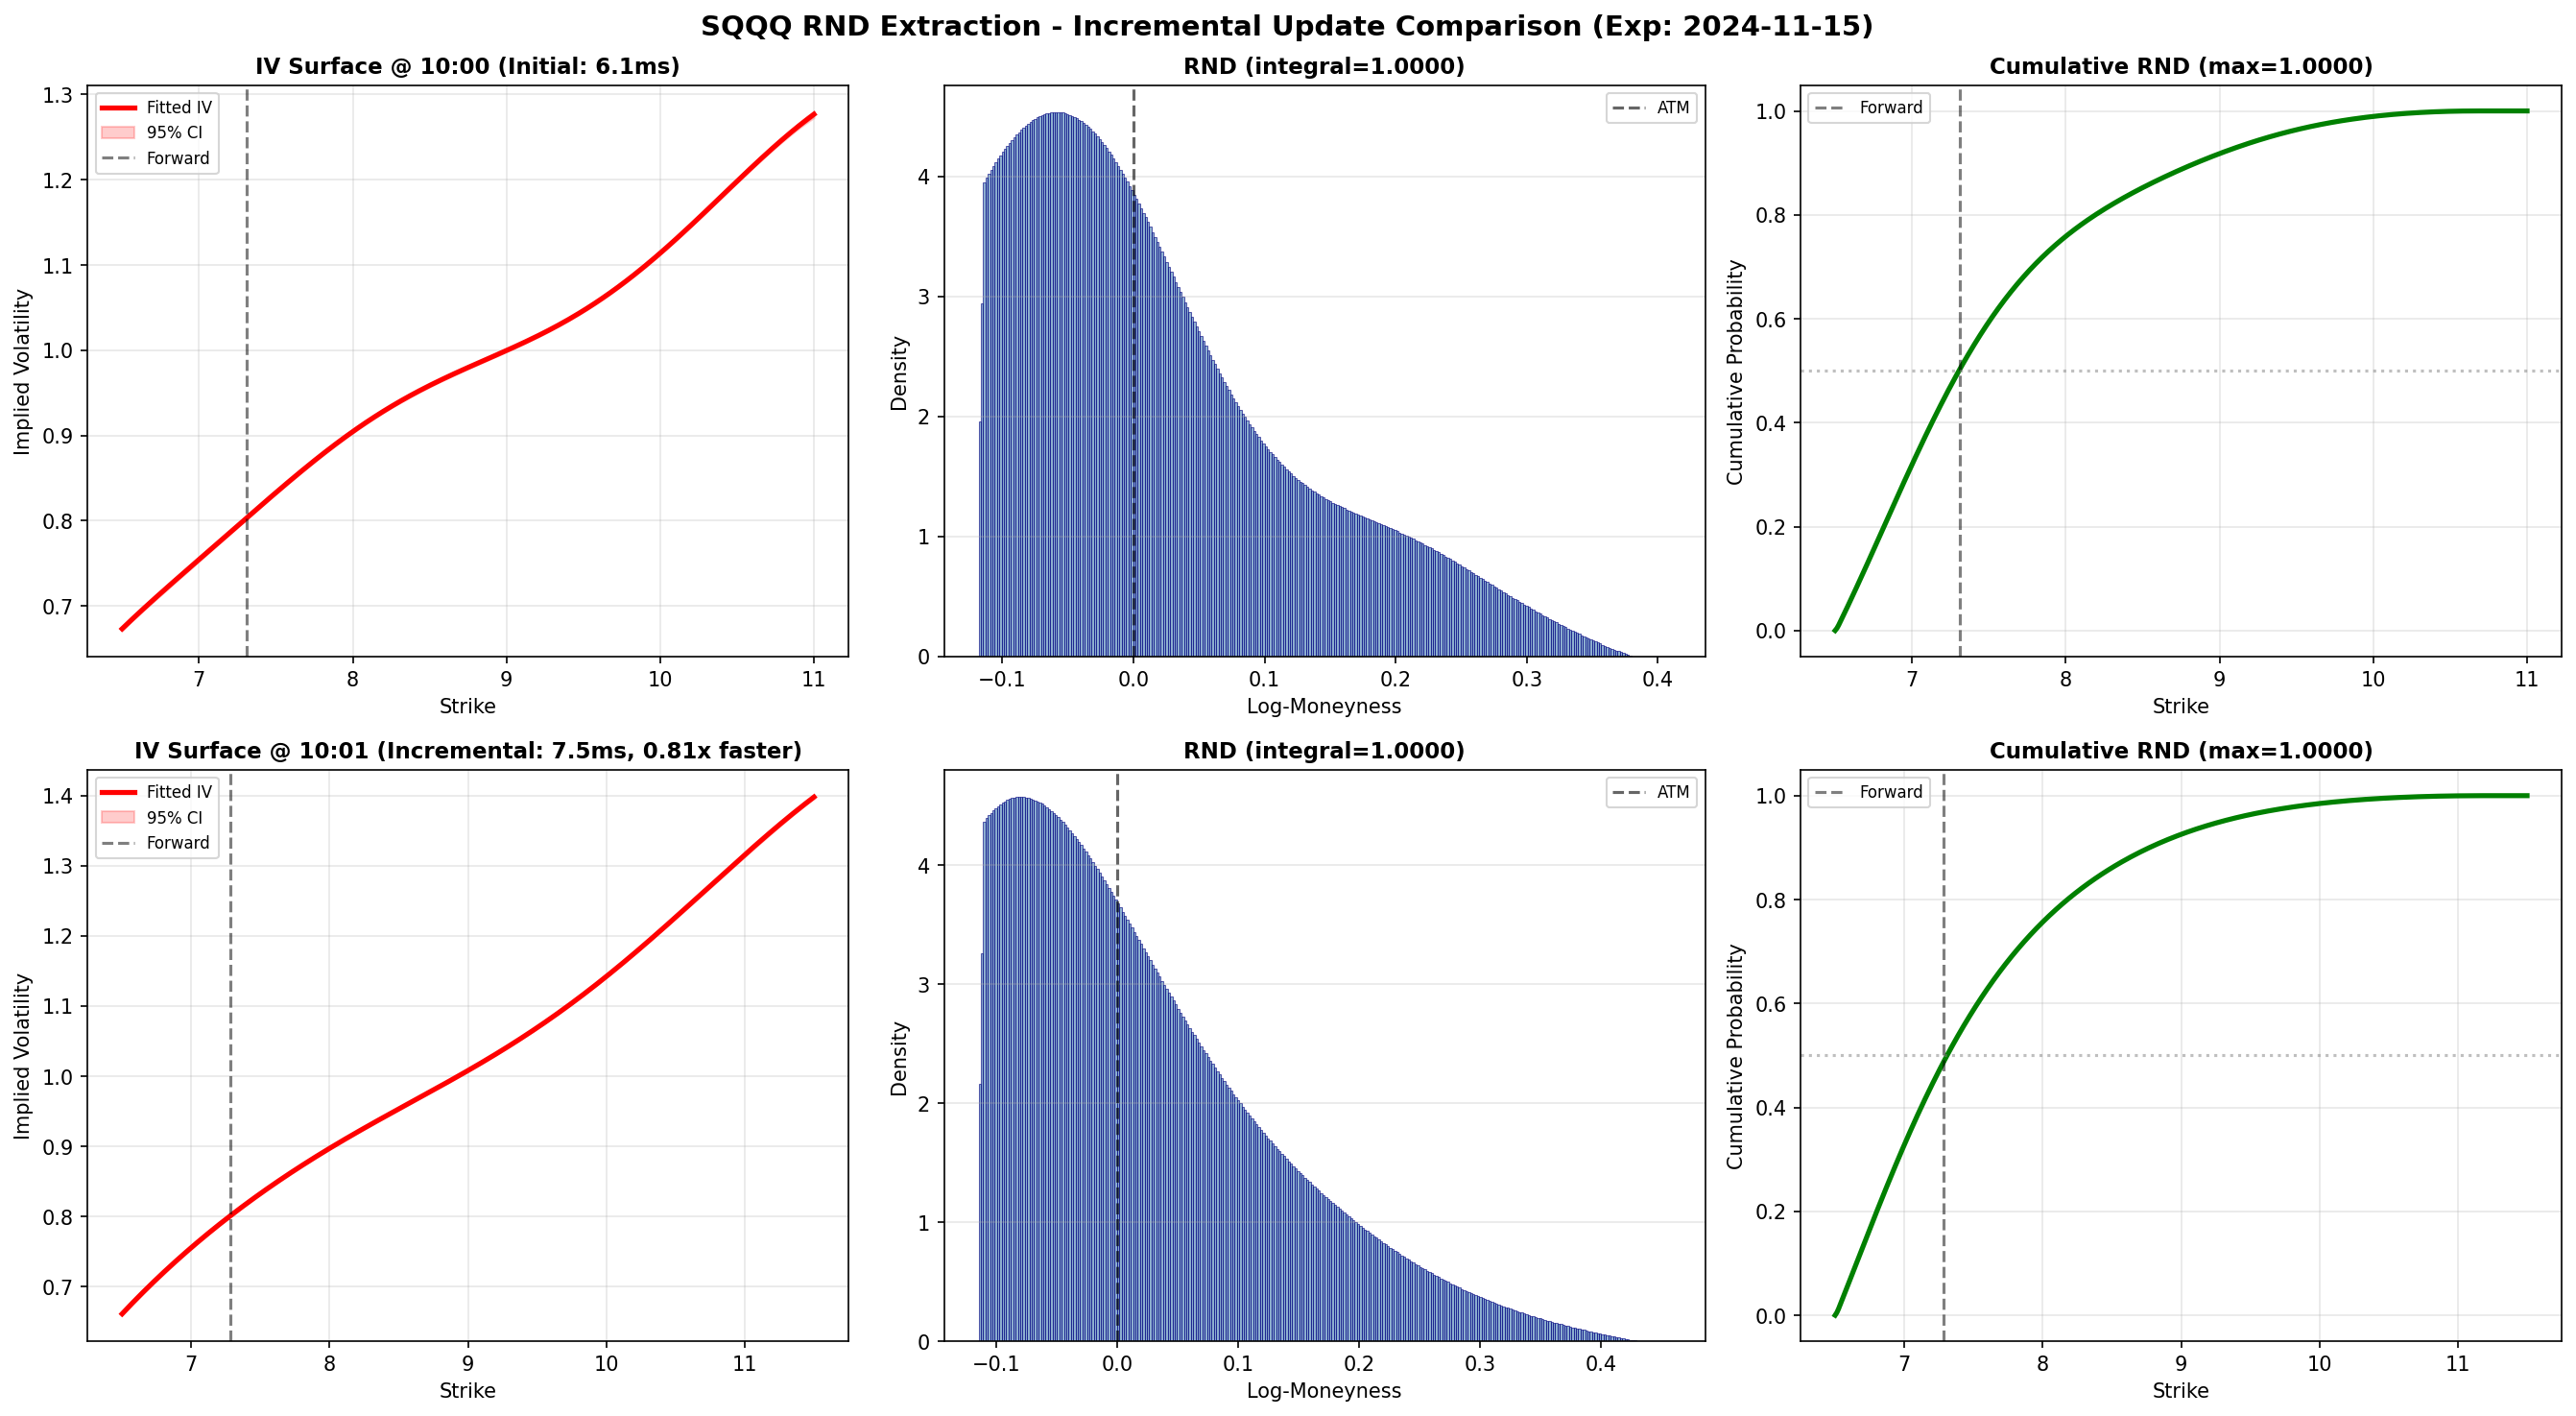 SQQQ RND Extraction - Incremental Update Comparison (Exp: 2024-11-15)
IV Surface @ 10:00 (Initial: 6.1ms)
Fitted IV
95% CI
Forward
1.3
1.2
1.1
1.0
0.9
0.8
0.7
Implied Volatility
7 8 9 10 11
Strike
RND (integral=1.0000)
ATM
4
3
2
1
0
Density
−0.1 0.0 0.1 0.2 0.3 0.4
Log-Moneyness
Cumulative RND (max=1.0000)
Forward
1.0
0.8
0.6
0.4
0.2
0.0
Cumulative Probability
7 8 9 10 11
Strike
IV Surface @ 10:01 (Incremental: 7.5ms, 0.81x faster)
Fitted IV
95% CI
Forward
1.4
1.3
1.2
1.1
1.0
0.9
0.8
0.7
Implied Volatility
7 8 9 10 11
Strike
RND (integral=1.0000)
ATM
4
3
2
1
0
Density
−0.1 0.0 0.1 0.2 0.3 0.4
Log-Moneyness
Cumulative RND (max=1.0000)
Forward
1.0
0.8
0.6
0.4
0.2
0.0
Cumulative Probability
7 8 9 10 11
Strike